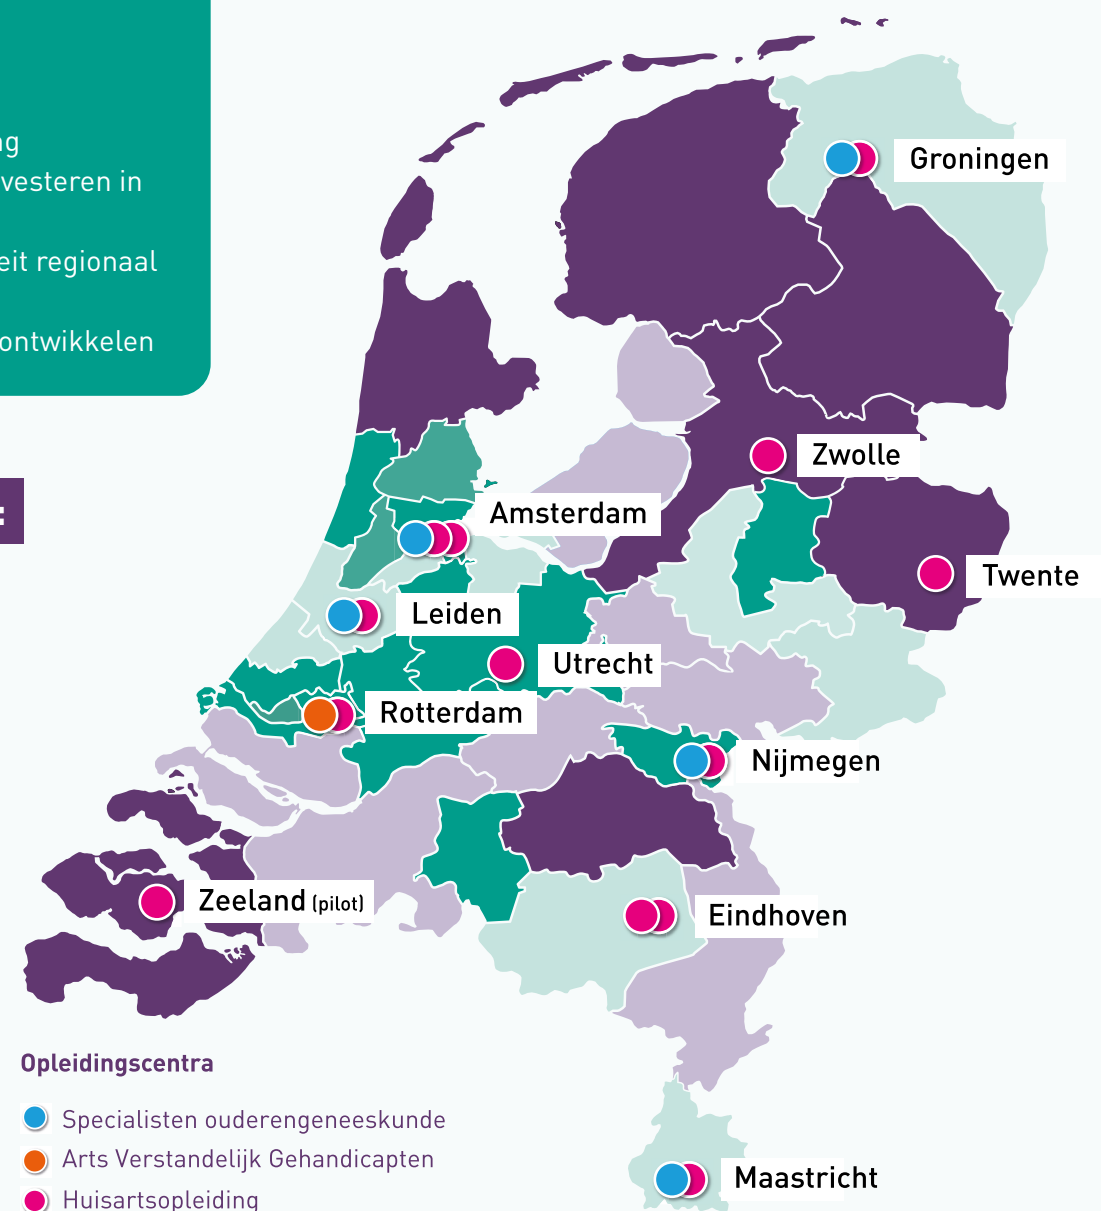 vesteren in
eit regionaal
ontwikkelen
:
Groningen
Zwolle
Amsterdam
Twente
Leiden
Utrecht
Rotterdam
Nijmegen
Zeeland (pilot)
Eindhoven
Maastricht
Opleidingscentra
Specialisten ouderengeneeskunde
Arts Verstandelijk Gehandicapten
Huisartsopleiding